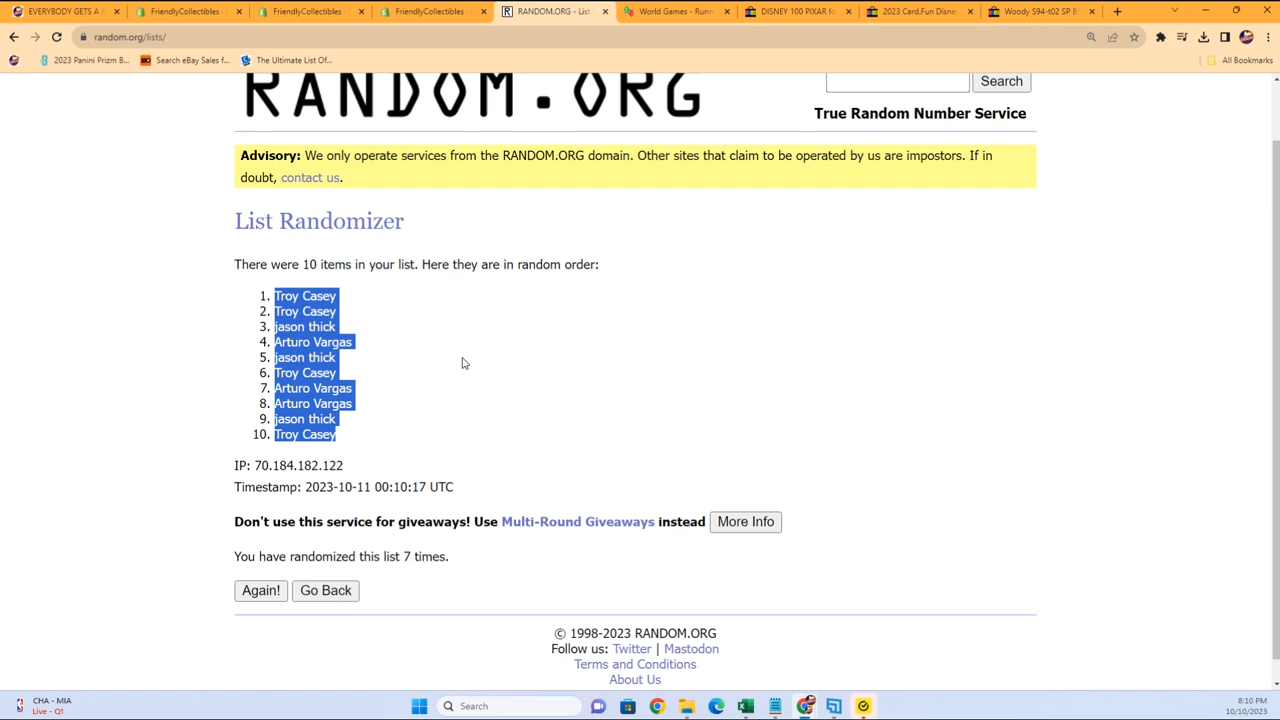 EVERYBODY GETS A
FriendlyCollectibles
FriendlyCollectibles
FriendlyCollectibles
RANDOM.ORG - List
World Games - Runn
DISNEY 100 PIXAR fo
2023 Card.Fun Disne
Woody S94-t02 SP B
random.org/lists/
2023 Panini Prizm B...
Search eBay Sales f...
The Ultimate List Of...
All Bookmarks
RANDOM.ORG
Search
True Random Number Service
Advisory: We only operate services from the RANDOM.ORG domain. Other sites that claim to be operated by us are impostors. If in
doubt, contact us.
List Randomizer
There were 10 items in your list. Here they are in random order:
1. Troy Casey
2. Troy Casey
3. jason thick
4. Arturo Vargas
5. jason thick
6. Troy Casey
7. Arturo Vargas
8. Arturo Vargas
9. jason thick
10. Troy Casey
IP: 70.184.182.122
Timestamp: 2023-10-11 00:10:17 UTC
Don't use this service for giveaways! Use Multi-Round Giveaways instead More Info
You have randomized this list 7 times.
Again! Go Back
© 1998-2023 RANDOM.ORG
Follow us: Twitter | Mastodon
Terms and Conditions
About Us
CHA - MIA
Live - Q1
Search
8:10 PM
10/10/2023